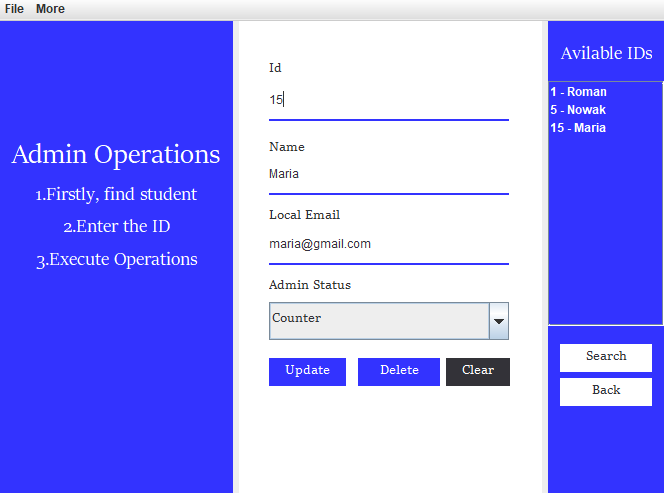 File More
Admin Operations
1.Firstly, find student
2.Enter the ID
3.Execute Operations
Id
15
Name
Maria
Local Email
maria@gmail.com
Admin Status
Counter
Update Delete Clear
Avilable IDs
1 - Roman
5 - Nowak
15 - Maria
Search
Back